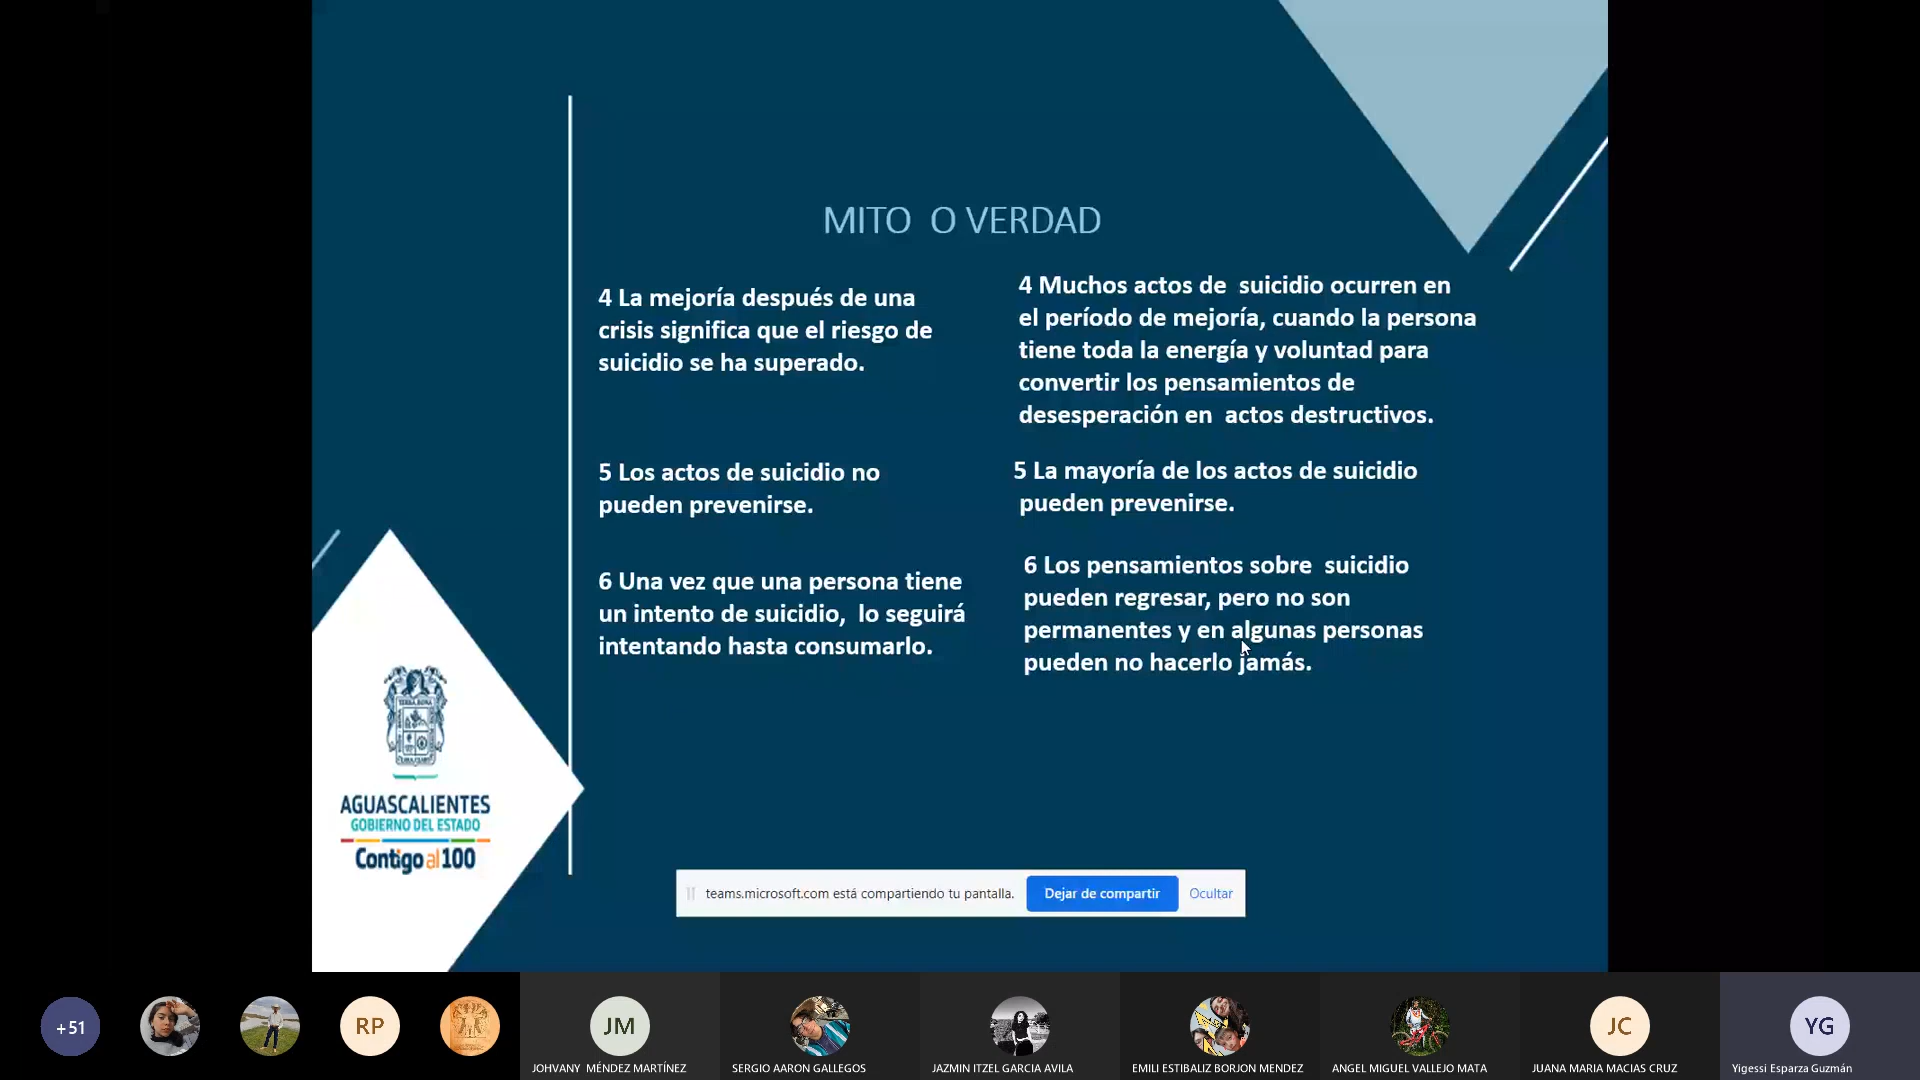 MITO  O VERDAD
4 La mejoría después de una
crisis significa que el riesgo de
suicidio se ha superado.
4 Muchos actos de  suicidio ocurren en
el período de mejoría, cuando la persona
tiene toda la energía y voluntad para
convertir los pensamientos de
desesperación en  actos destructivos.
5 Los actos de suicidio no
pueden prevenirse.
5 La mayoría de los actos de suicidio
pueden prevenirse.
6 Una vez que una persona tiene
un intento de suicidio,  lo seguirá
intentando hasta consumarlo.
6 Los pensamientos sobre  suicidio
pueden regresar, pero no son
permanentes y en algunas personas
pueden no hacerlo jamás.
AGUASCALIENTES
GOBIERNO DEL ESTADO
Contigo al 100
teams.microsoft.com está compartiendo tu pantalla.
Dejar de compartir
Ocultar
+51
RP
JM
JC
YG
JOHVANY  MÉNDEZ MARTÍNEZ
SERGIO AARON GALLEGOS
JAZMIN ITZEL GARCIA AVILA
EMILI ESTIBALIZ BORJON MENDEZ
ANGEL MIGUEL VALLEJO MATA
JUANA MARIA MACIAS CRUZ
Yigessi Esparza Guzmán